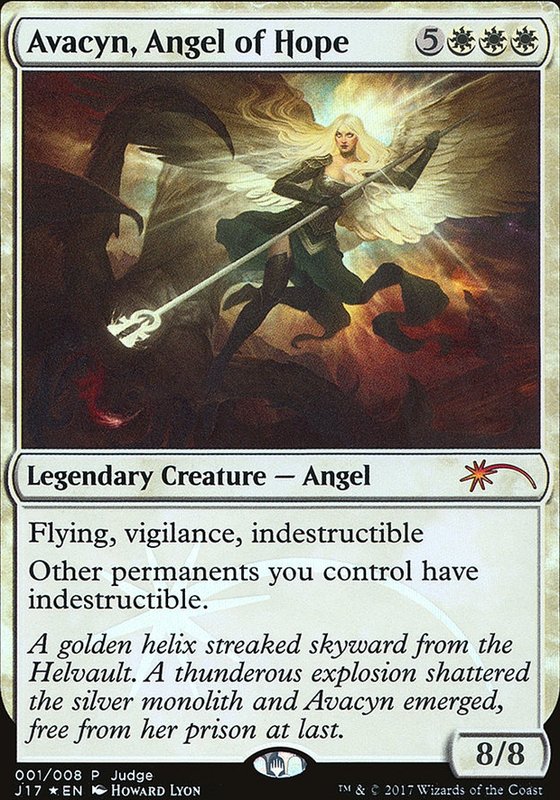 Avacyn, Angel of Hope 5
Legendary Creature — Angel
Flying, vigilance, indestructible
Other permanents you control have
indestructible.
A golden helix streaked skyward from the
Helvault. A thunderous explosion shattered
the silver monolith and Avacyn emerged,
free from her prison at last.
8/8
001/008 P Judge
J17 ★ EN Howard Lyon
™ & © 2017 Wizards of the Coast